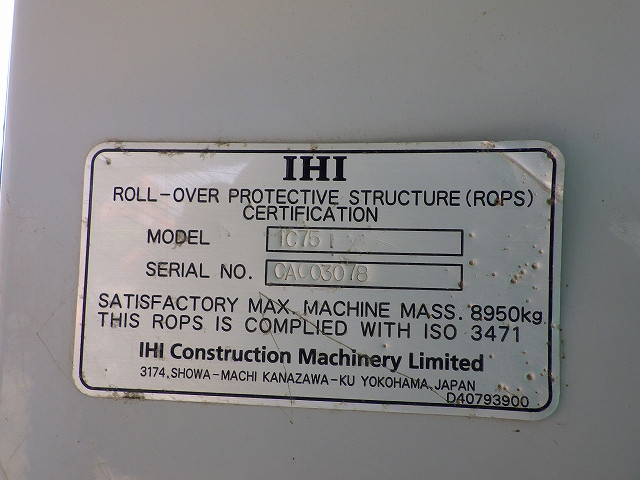 IHI
ROLL-OVER PROTECTIVE STRUCTURE (ROPS)
CERTIFICATION
MODEL
SERIAL NO.
SATISFACTORY MAX. MACHINE MASS. 8950kg
THIS ROPS IS COMPLIED WITH ISO 3471
IHI Construction Machinery Limited
3174, SHOWA-MACHI KANAZAWA-KU YOKOHAMA, JAPAN
D40793900